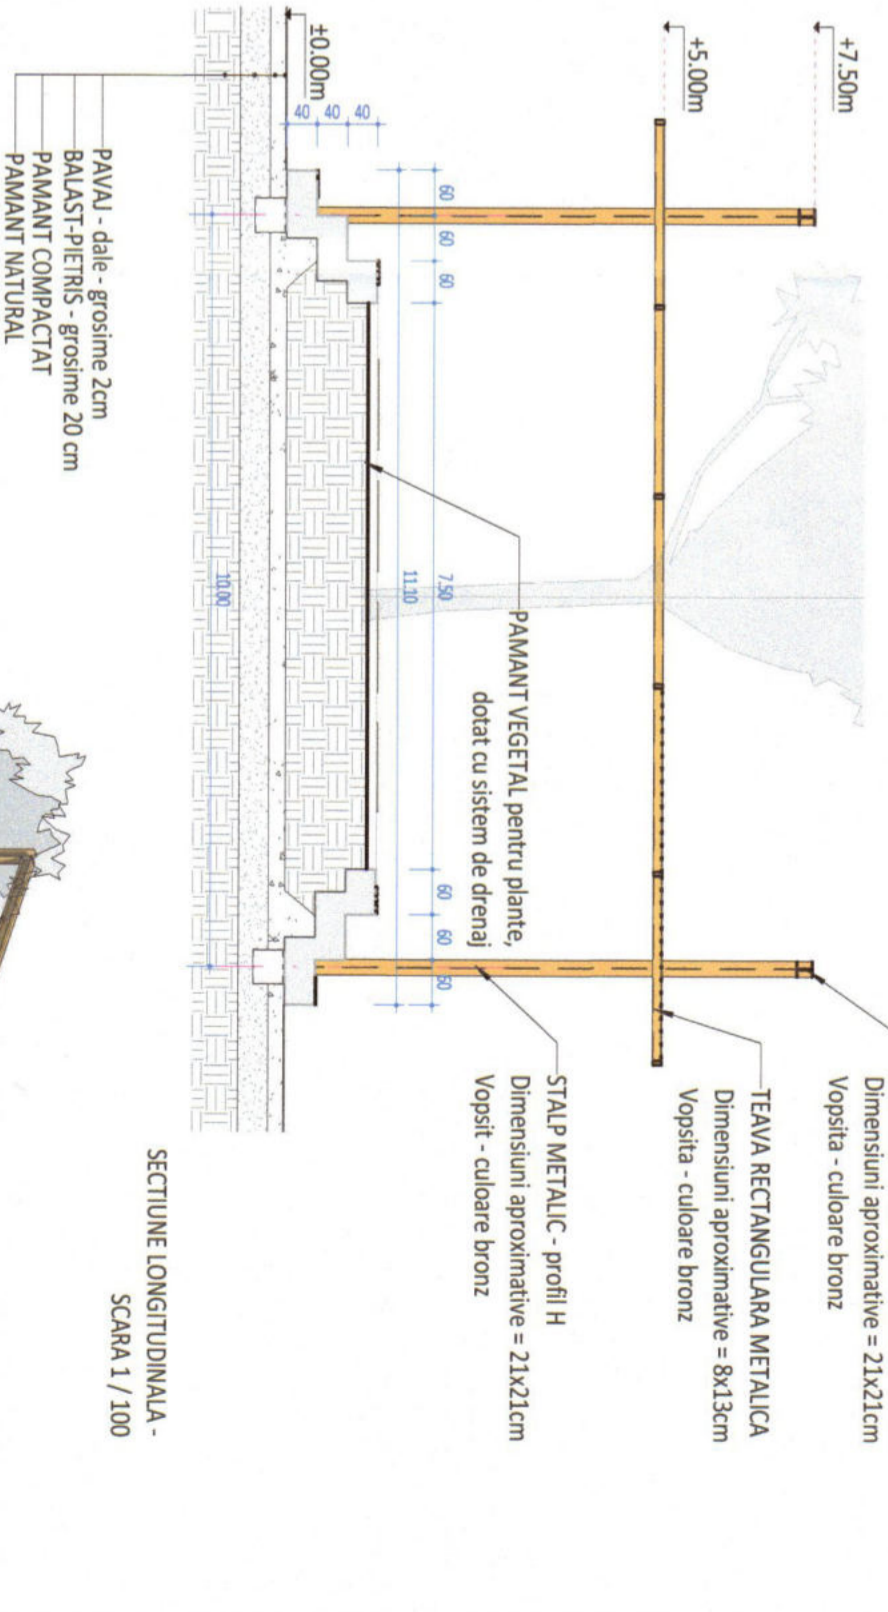 +7.50m
+5.00m
±0.00m
40
40
40
60
60
60
7.50
11.10
60
60
60
10.00
Dimensiuni aproximative = 21x21cm
Vopsita - culoare bronz
TEAVA RECTANGULARA METALICA
Dimensiuni aproximative = 8x13cm
Vopsita - culoare bronz
STALP METALIC - profil H
Dimensiuni aproximative = 21x21cm
Vopsit - culoare bronz
PAMANT VEGETAL pentru plante,
dotat cu sistem de drenaj
PAVAJ - dale - grosime 2cm
BALAST-PIETRIS - grosime 20 cm
PAMANT COMPACTAT
PAMANT NATURAL
SECTIUNE LONGITUDINALA -
SCARA 1 / 100